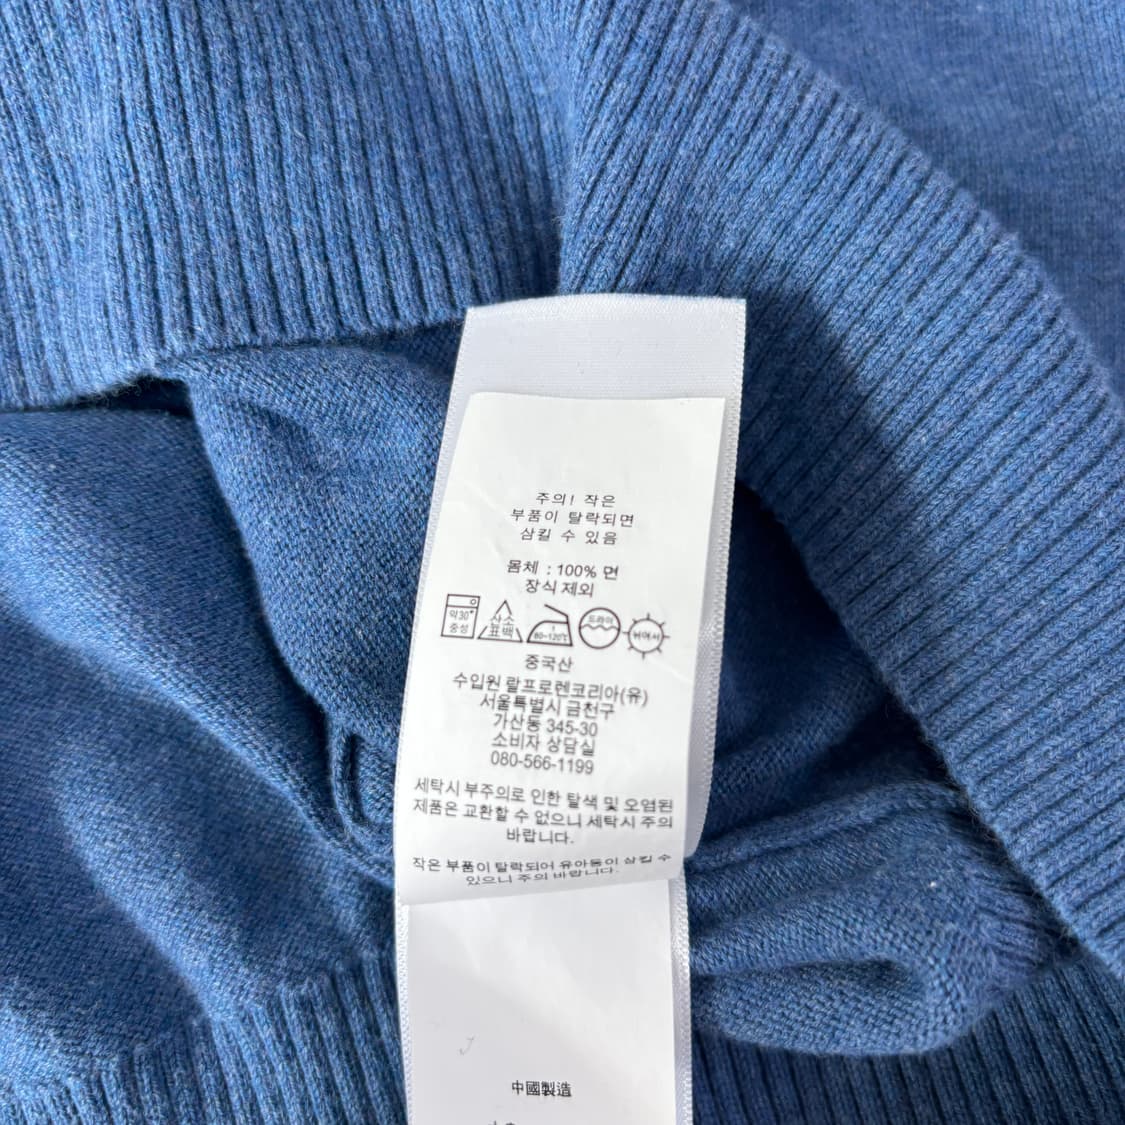 주의! 작은
부품이 탈락되면
삼킬 수 있음
몸체 : 100% 면
장식 제외
약30°
중성
산소
표백
80~120℃
드라이
뉘어서
중국산
수입원 랄프로렌코리아(유)
서울특별시 금천구
가산동 345-30
소비자 상담실
080-566-1199
세탁시 부주의로 인한 탈색 및 오염된
제품은 교환할 수 없으니 세탁시 주의
바랍니다.
작은 부품이 탈락되어 유아동이 삼킬 수
있으니 주의 바랍니다.
中國製造